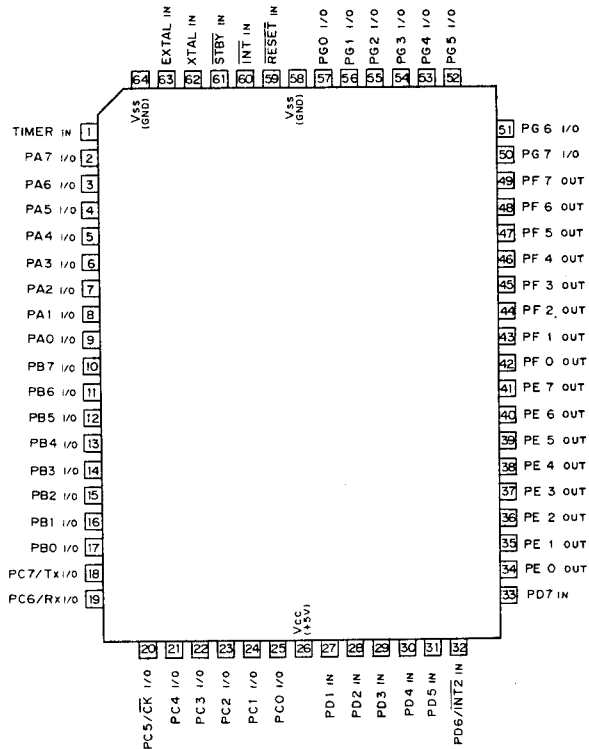 EXTAL IN
XTAL IN
STBY IN
INT IN
RESET IN
PG0 I/O
PG1 I/O
PG2 I/O
PG3 I/O
PG4 I/O
PG5 I/O
64 63 62 61 60 59 58 57 56 55 54 53 52
Vss
(GND)
Vss
(GND)
TIMER IN 1
PA7 I/O 2
PA6 I/O 3
PA5 I/O 4
PA4 I/O 5
PA3 I/O 6
PA2 I/O 7
PA1 I/O 8
PA0 I/O 9
PB7 I/O 10
PB6 I/O 11
PB5 I/O 12
PB4 I/O 13
PB3 I/O 14
PB2 I/O 15
PB1 I/O 16
PB0 I/O 17
PC7/Tx I/O 18
PC6/Rx I/O 19
51 PG6 I/O
50 PG7 I/O
49 PF7 OUT
48 PF6 OUT
47 PF5 OUT
46 PF4 OUT
45 PF3 OUT
44 PF2 OUT
43 PF1 OUT
42 PF0 OUT
41 PE7 OUT
40 PE6 OUT
39 PE5 OUT
38 PE4 OUT
37 PE3 OUT
36 PE2 OUT
35 PE1 OUT
34 PE0 OUT
33 PD7 IN
Vcc
(+5V)
20 21 22 23 24 25 26 27 28 29 30 31 32
PC5/CK I/O
PC4 I/O
PC3 I/O
PC2 I/O
PC1 I/O
PC0 I/O
PD1 IN
PD2 IN
PD3 IN
PD4 IN
PD5 IN
PD6/INT2 IN